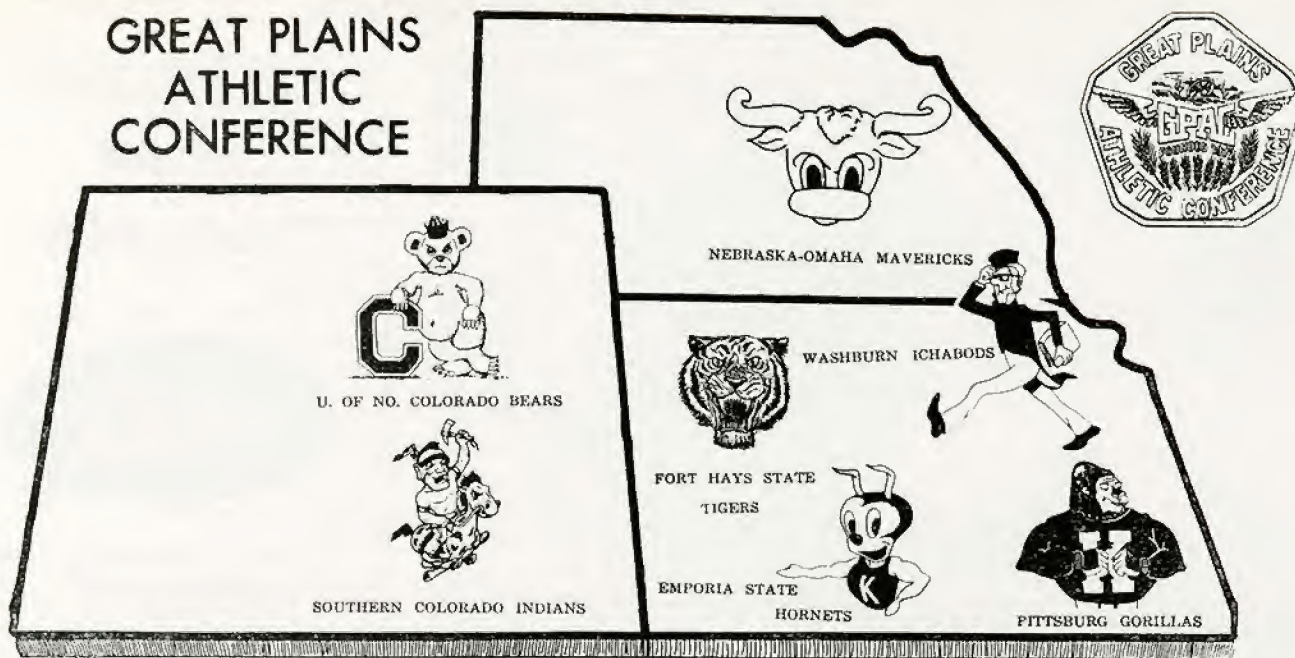 GREAT PLAINS
ATHLETIC
CONFERENCE
GREAT PLAINS
GPAC
ATHLETIC CONFERENCE
NEBRASKA-OMAHA MAVERICKS
WASHBURN ICHABODS
C
U. OF NO. COLORADO BEARS
FORT HAYS STATE
TIGERS
SOUTHERN COLORADO INDIANS
EMPORIA STATE
HORNETS
K
PITTSBURG GORILLAS